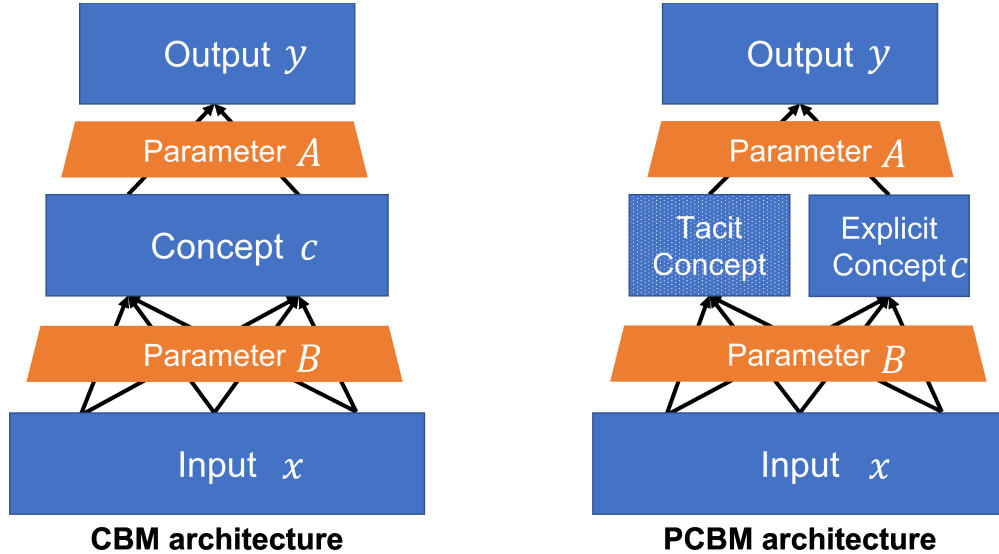 Output y
Parameter A
Concept c
Parameter B
Input x
CBM architecture
Output y
Parameter A
Tacit
Concept
Explicit
Concept c
Parameter B
Input x
PCBM architecture